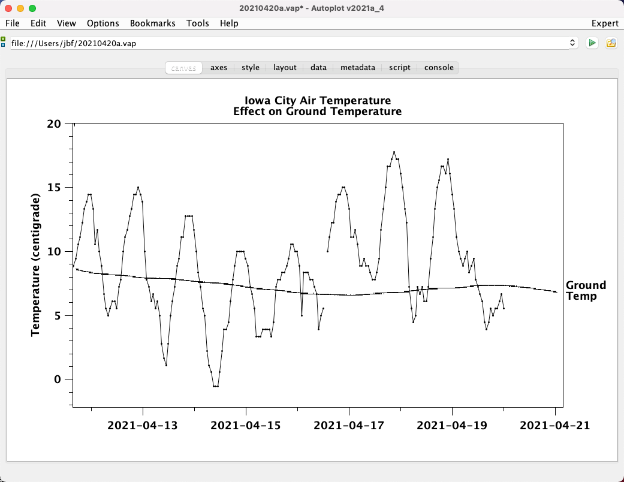 20210420a.vap* - Autoplot v2021a_4
File Edit View Options Bookmarks Tools Help Expert
file:///Users/jbf/20210420a.vap
canvas axes style layout data metadata script console
Iowa City Air Temperature
Effect on Ground Temperature
20
15
10
5
0
Temperature (centigrade)
Ground
Temp
2021-04-13 2021-04-15 2021-04-17 2021-04-19 2021-04-21